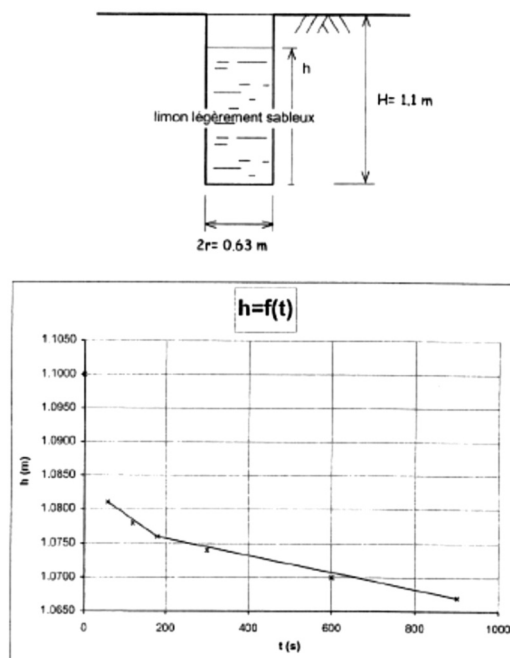 h
H= 1,1 m
limon légèrement sableux
2r= 0.63 m
h=f(t)
1.1050
1.1000
1.0950
1.0900
1.0850
1.0800
1.0750
1.0700
1.0650
h (m)
0
200
400
600
800
1000
t (s)